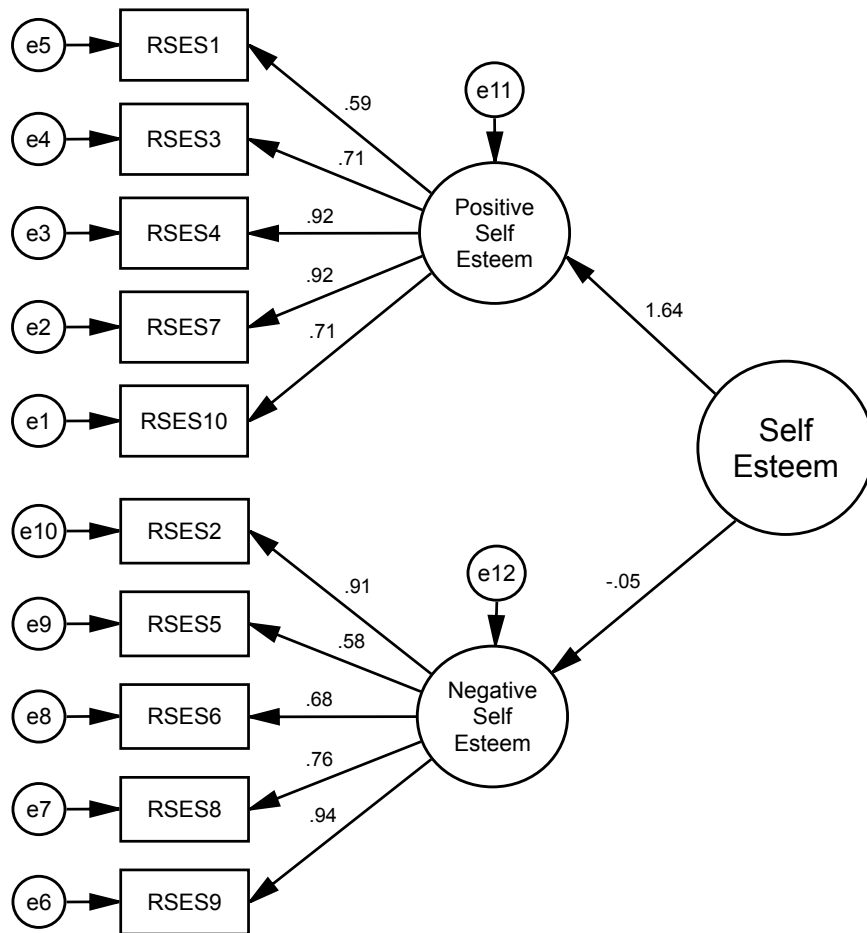 e5
RSES1
.59
e11
e4
RSES3
.71
e3
RSES4
.92
Positive
Self
Esteem
e2
RSES7
.92
1.64
e1
RSES10
.71
Self
Esteem
e10
RSES2
.91
e12
-.05
e9
RSES5
.58
e8
RSES6
.68
Negative
Self
Esteem
e7
RSES8
.76
e6
RSES9
.94